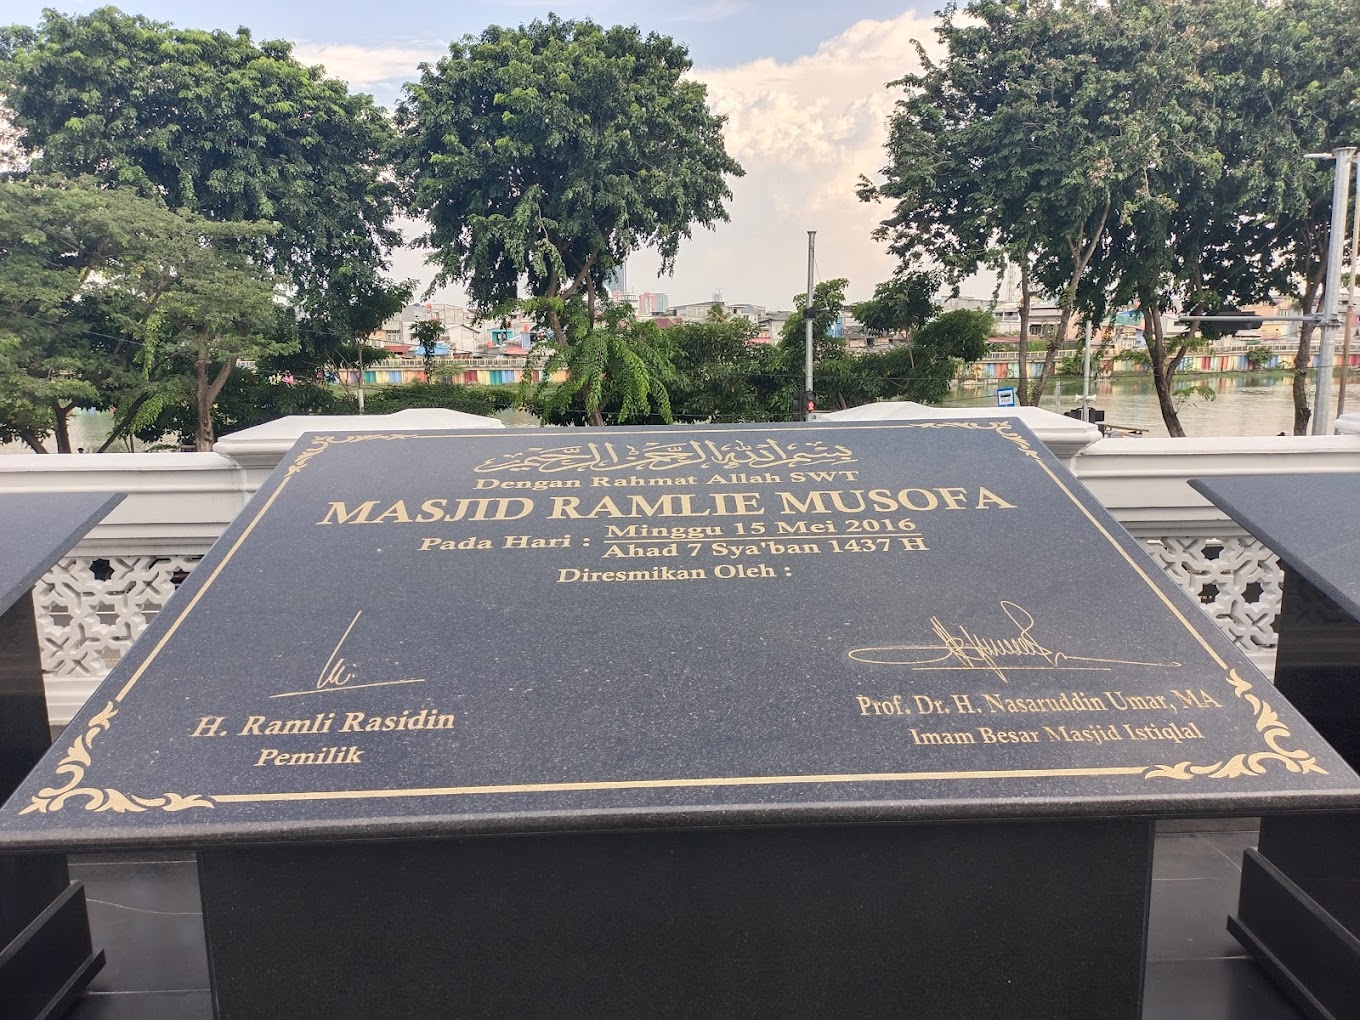 بسم الله الرحمن الرحيم
Dengan Rahmat Allah SWT
MASJID RAMLIE MUSOFA
Pada Hari : Minggu 15 Mei 2016
Ahad 7 Sya'ban 1437 H
Diresmikan Oleh :
H. Ramli Rasidin
Pemilik
Prof. Dr. H. Nasaruddin Umar, MA
Imam Besar Masjid Istiqlal